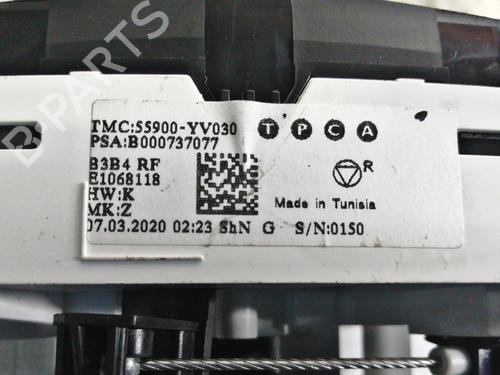 B-PARTS
TMC:55900-YV030 T P C A
PSA:B000737077
B3B4 RF
E1068118
HW:K
MK:Z
R
Made in Tunisia
07.03.2020 02:23 ShN G S/N:0150